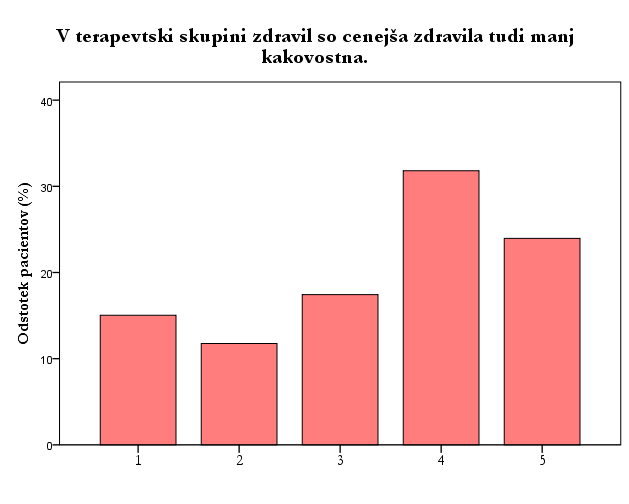 V terapevtski skupini zdravil so cenejša zdravila tudi manj
kakovostna.
Odstotek pacientov (%)
40
30
20
10
0
1 2 3 4 5